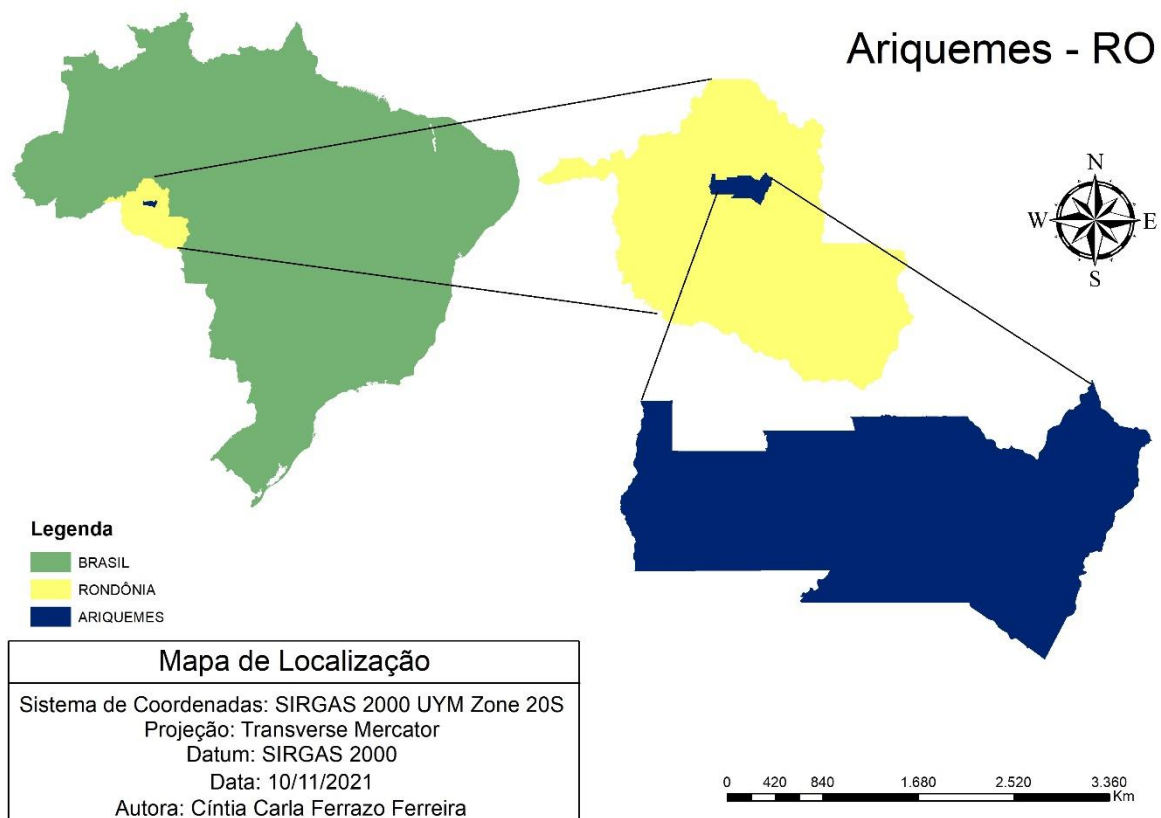 Ariquemes - RO
N
W E
S
Legenda
BRASIL
RONDÔNIA
ARIQUEMES
Mapa de Localização
Sistema de Coordenadas: SIRGAS 2000 UYM Zone 20S
Projeção: Transverse Mercator
Datum: SIRGAS 2000
Data: 10/11/2021
Autora: Cíntia Carla Ferrazo Ferreira
0 420 840 1.680 2.520 3.360
Km